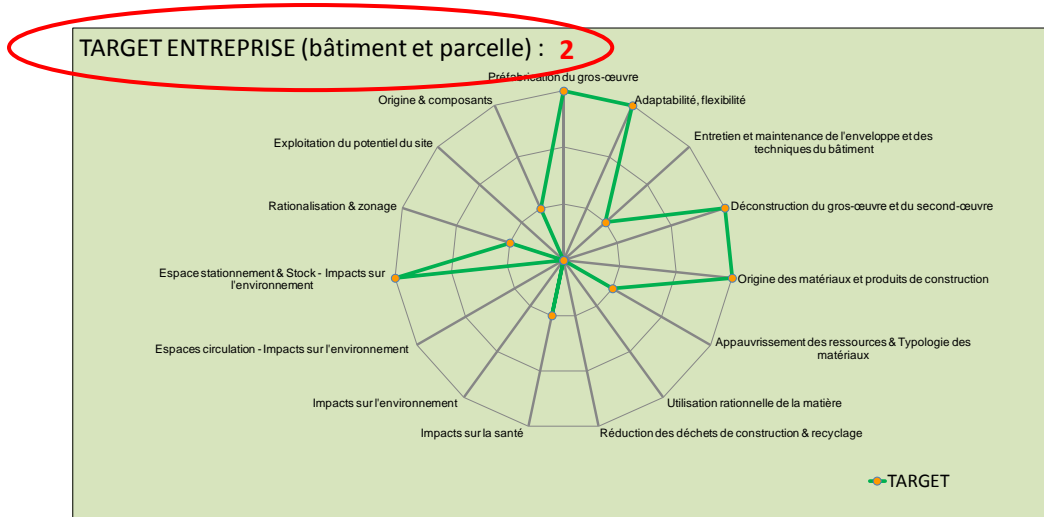 TARGET ENTREPRISE (bâtiment et parcelle) : 2
Préfabrication du gros-œuvre
Adaptabilité, flexibilité
Entretien et maintenance de l'enveloppe et des
techniques du bâtiment
Déconstruction du gros-œuvre et du second-œuvre
Origine des matériaux et produits de construction
Appauvrissement des ressources & Typologie des
matériaux
Utilisation rationnelle de la matière
Réduction des déchets de construction & recyclage
Impacts sur la santé
Impacts sur l'environnement
Espaces circulation - Impacts sur l'environnement
Espace stationnement & Stock - Impacts sur
l'environnement
Rationalisation & zonage
Exploitation du potentiel du site
Origine & composants
TARGET